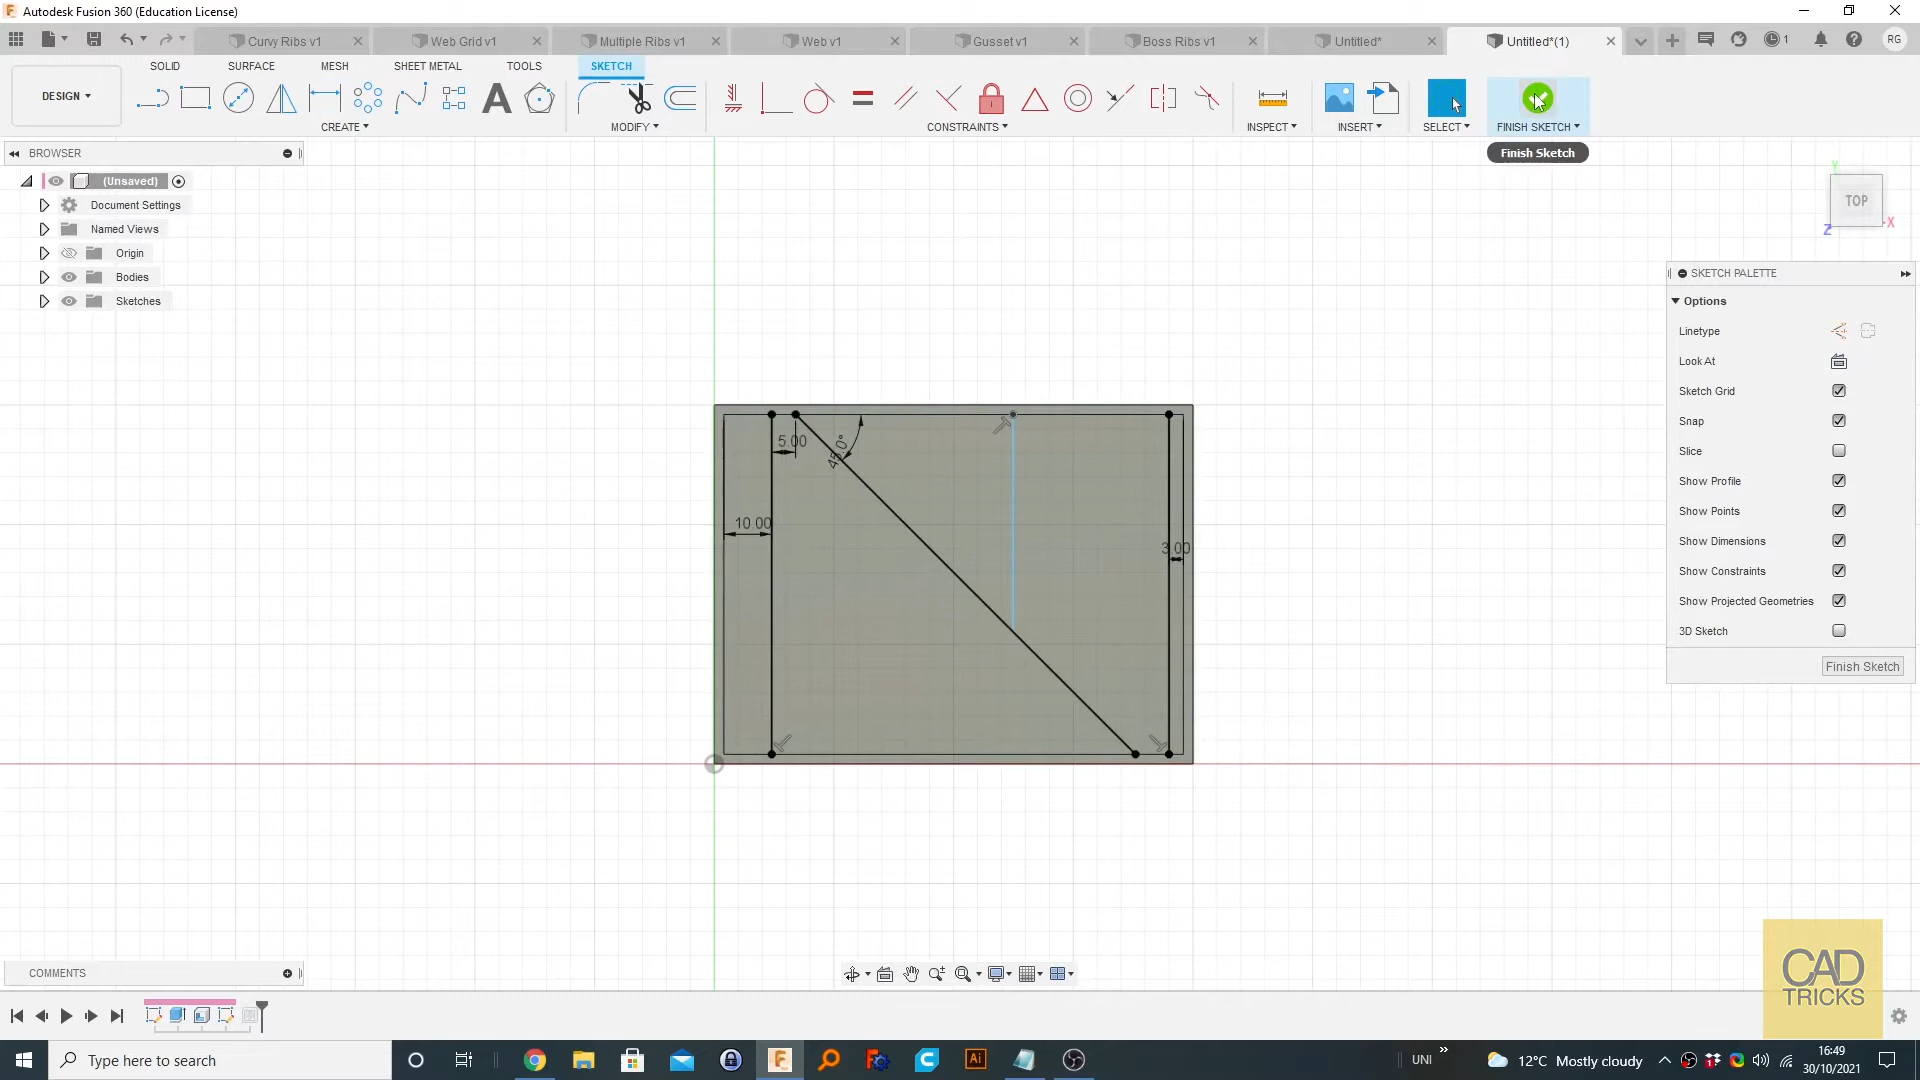 Autodesk Fusion 360 (Education License)
Curvy Ribs v1
Web Grid v1
Multiple Ribs v1
Web v1
Gusset v1
Boss Ribs v1
Untitled*
Untitled*(1)
1
RG
DESIGN
SOLID
SURFACE
MESH
SHEET METAL
TOOLS
SKETCH
CREATE
MODIFY
CONSTRAINTS
INSPECT
INSERT
SELECT
FINISH SKETCH
Finish Sketch
BROWSER
(Unsaved)
Document Settings
Named Views
Origin
Bodies
Sketches
Y
TOP
X
Z
SKETCH PALETTE
Options
Linetype
Look At
Sketch Grid
Snap
Slice
Show Profile
Show Points
Show Dimensions
Show Constraints
Show Projected Geometries
3D Sketch
Finish Sketch
5.00
45.0°
10.00
3.00
COMMENTS
CAD
TRICKS
Type here to search
Ai
UNI
12°C Mostly cloudy
16:49
30/10/2021